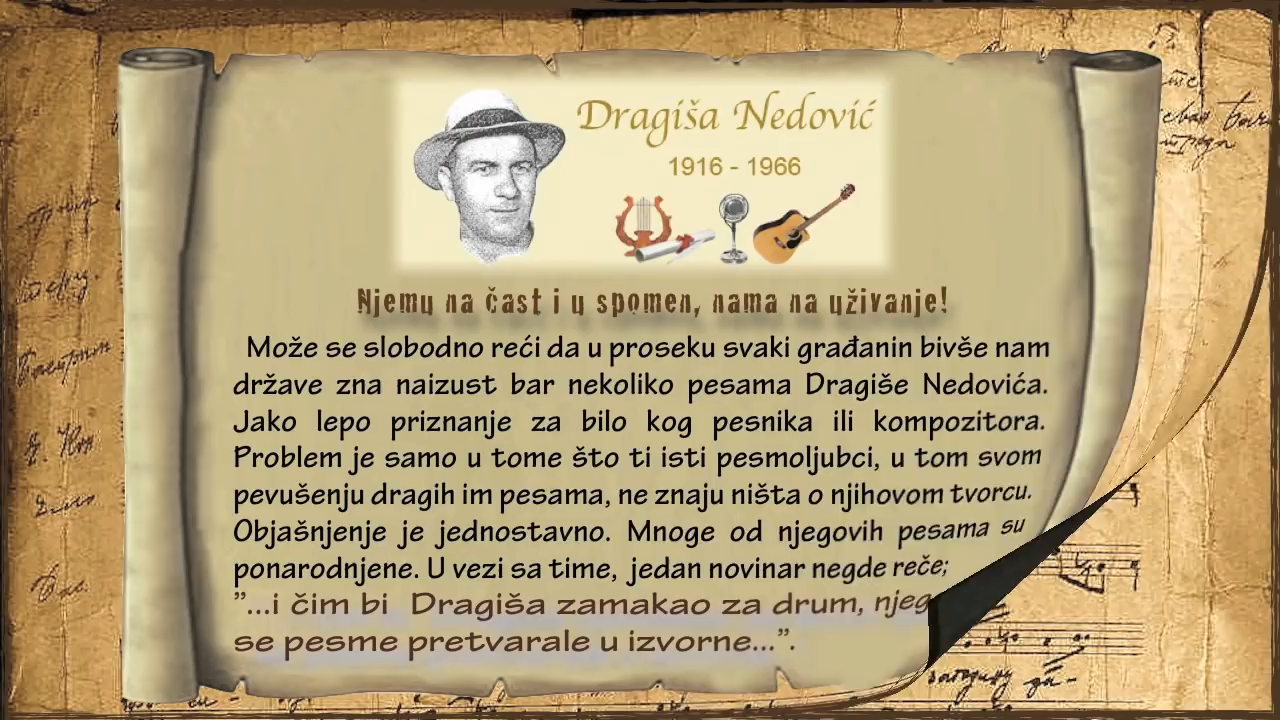 Dragiša Nedović
1916 - 1966
Njemu na čast i u spomen, nama na uživanje!
Može se slobodno reći da u proseku svaki građanin bivše nam
države zna naizust bar nekoliko pesama Dragiše Nedovića.
Jako lepo priznanje za bilo kog pesnika ili kompozitora.
Problem je samo u tome što ti isti pesmoljubci, u tom svom
pevušenju dragih im pesama, ne znaju ništa o njihovom tvorcu.
Objašnjenje je jednostavno. Mnoge od njegovih pesama su
ponarodnjene. U vezi sa time, jedan novinar negde reče;
"...i čim bi Dragiša zamakao za drum, njeg
se pesme pretvarale u izvorne...".